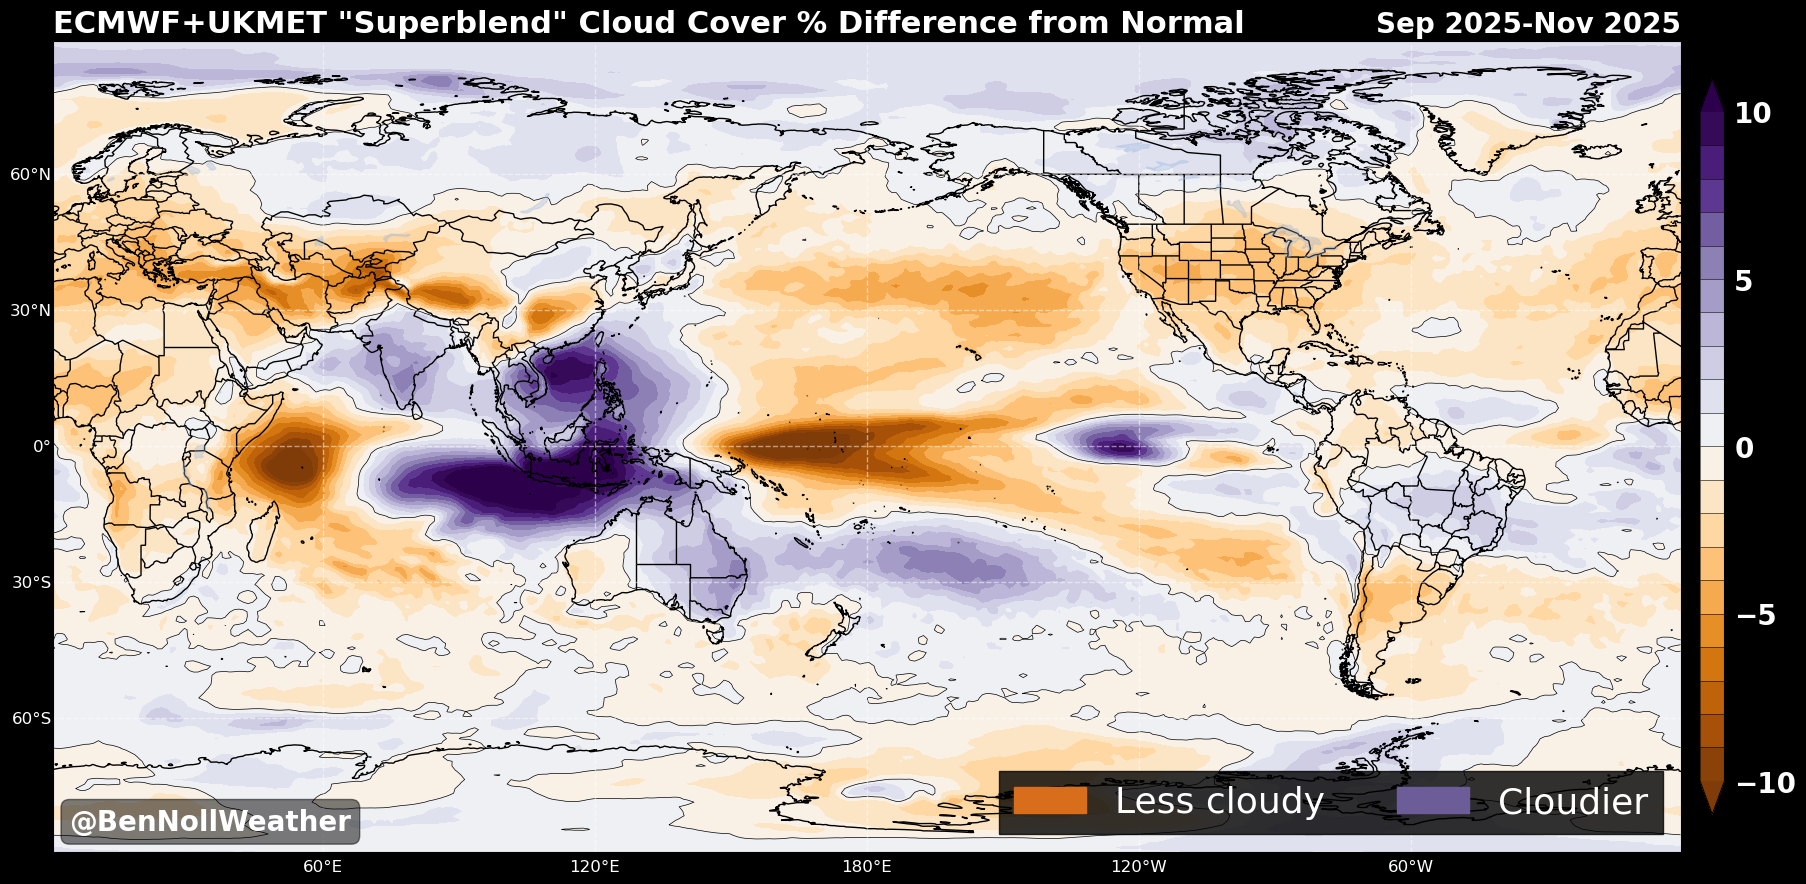 ECMWF+UKMET "Superblend" Cloud Cover % Difference from Normal
Sep 2025-Nov 2025
60°N
30°N
0°
30°S
60°S
60°E
120°E
180°E
120°W
60°W
10
5
0
−5
−10
@BenNollWeather
Less cloudy
Cloudier